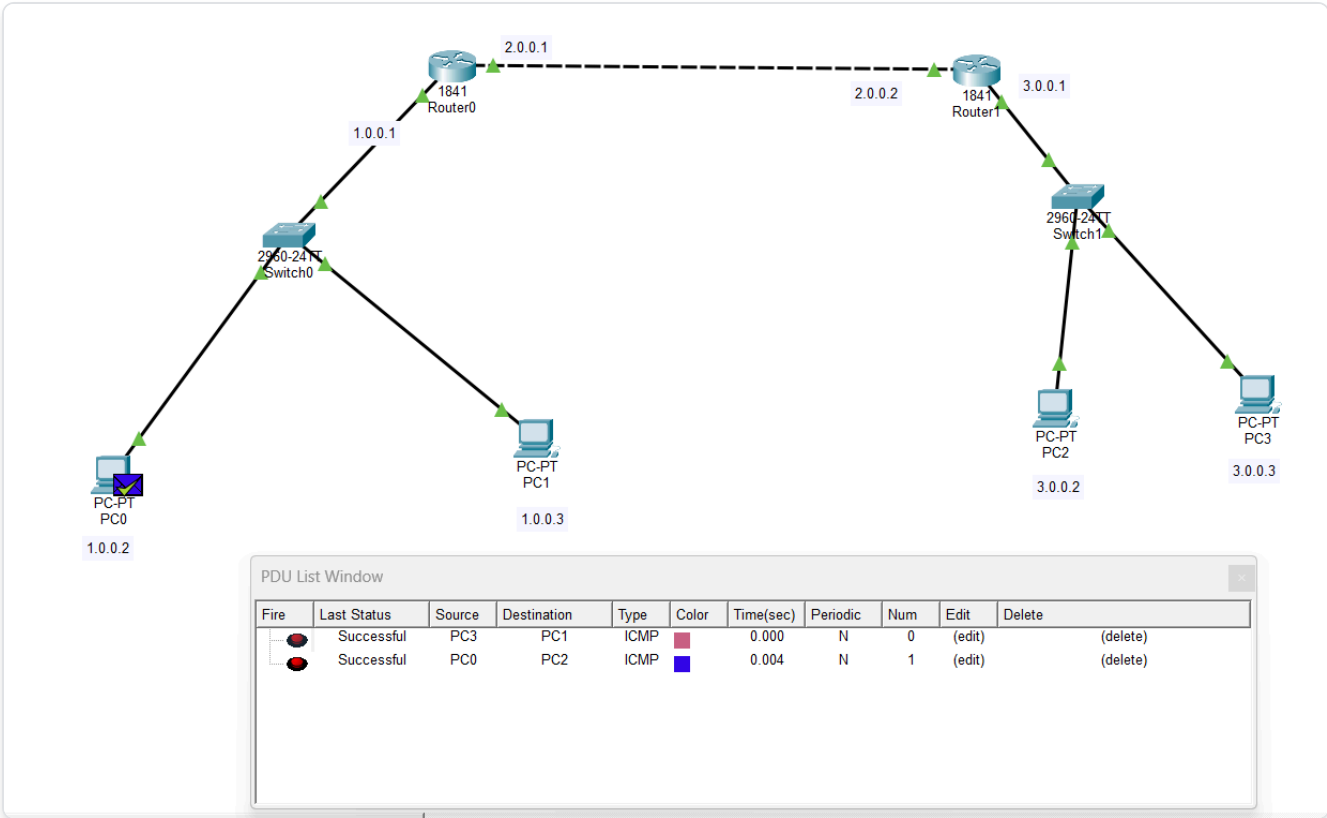 2.0.0.1
1841
Router0
2.0.0.2
1841
Router1
3.0.0.1
1.0.0.1
2960-24TT
Switch0
2960-24TT
Switch1
PC-PT
PC0
1.0.0.2
PC-PT
PC1
1.0.0.3
PC-PT
PC2
3.0.0.2
PC-PT
PC3
3.0.0.3
PDU List Window
Fire Last Status Source Destination Type Color Time(sec) Periodic Num Edit Delete
Successful PC3 PC1 ICMP 0.000 N 0 (edit) (delete)
Successful PC0 PC2 ICMP 0.004 N 1 (edit) (delete)